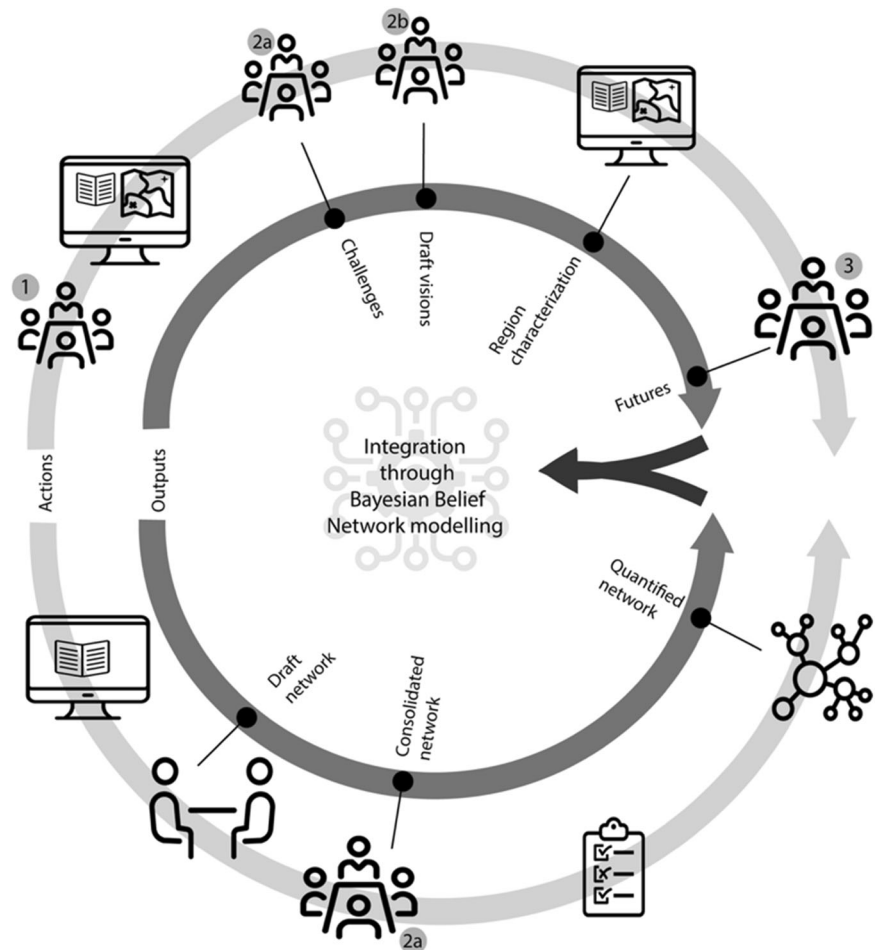 2a
2b
1
3
Challenges
Draft visions
Region
characterization
Futures
Actions
Outputs
Integration
through
Bayesian Belief
Network modelling
Quantified
network
Draft
network
Consolidated
network
2a